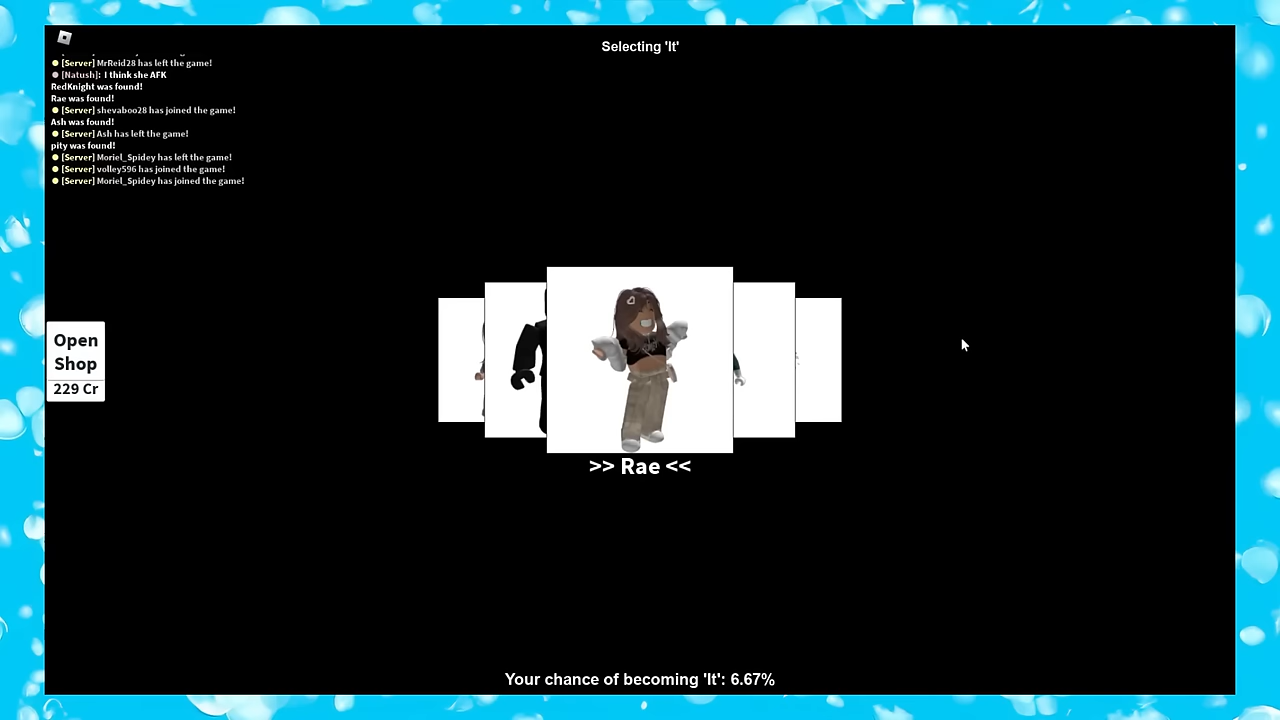 Selecting 'It'
[Server] MrReid28 has left the game!
[Natush]: I think she AFK
RedKnight was found!
Rae was found!
[Server] shevaboo28 has joined the game!
Ash was found!
[Server] Ash has left the game!
pity was found!
[Server] Moriel_Spidey has left the game!
[Server] volley596 has joined the game!
[Server] Moriel_Spidey has joined the game!
Open
Shop
229 Cr
>> Rae <<
Your chance of becoming 'It': 6.67%